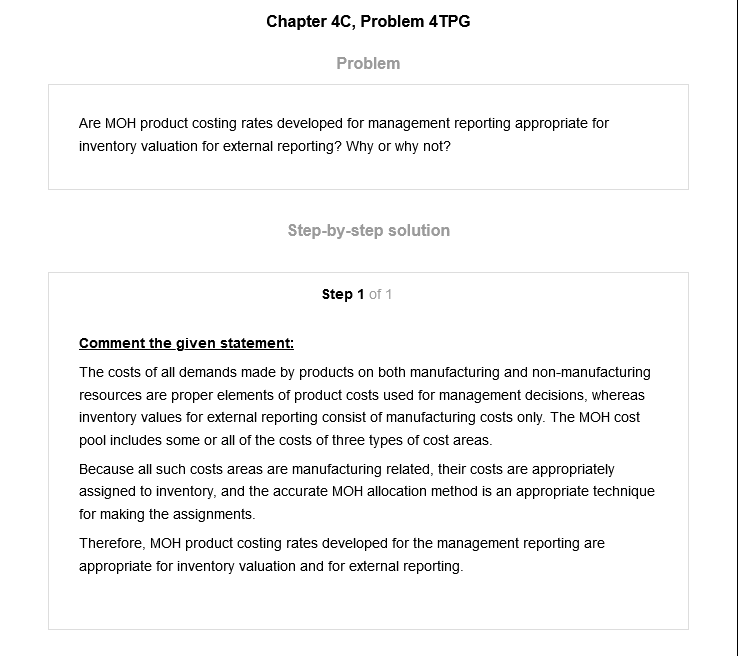 Chapter 4C, Problem 4TPG
Problem
Are MOH product costing rates developed for management reporting appropriate for
inventory valuation for external reporting? Why or why not?
Step-by-step solution
Step 1 of 1
Comment the given statement:
The costs of all demands made by products on both manufacturing and non-manufacturing
resources are proper elements of product costs used for management decisions, whereas
inventory values for external reporting consist of manufacturing costs only. The MOH cost
pool includes some or all of the costs of three types of cost areas.
Because all such costs areas are manufacturing related, their costs are appropriately
assigned to inventory, and the accurate MOH allocation method is an appropriate technique
for making the assignments.
Therefore, MOH product costing rates developed for the management reporting are
appropriate for inventory valuation and for external reporting.